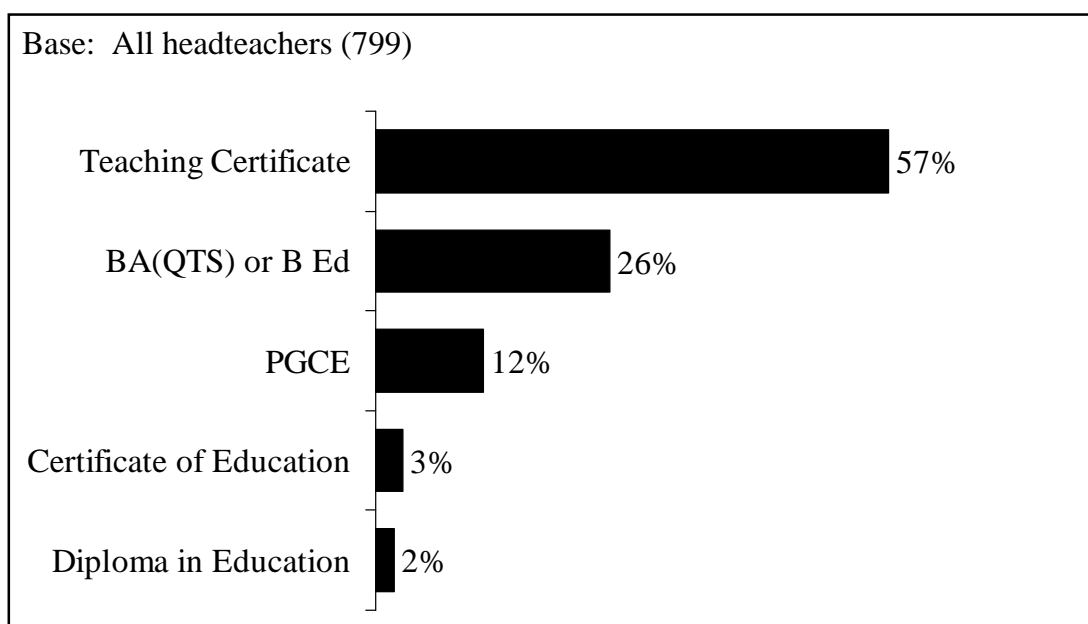 Base:  All headteachers (799)
Teaching Certificate 57%
BA(QTS) or B Ed 26%
PGCE 12%
Certificate of Education 3%
Diploma in Education 2%